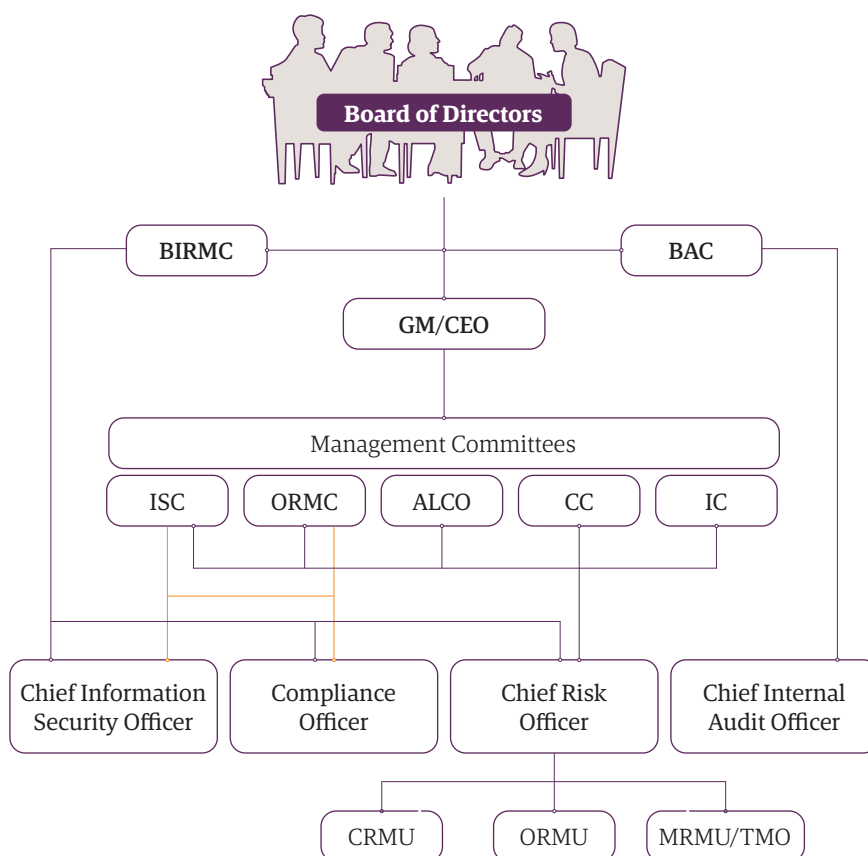 Board of Directors
BIRMC
BAC
GM/CEO
Management Committees
ISC
ORMC
ALCO
CC
IC
Chief Information
Security Officer
Compliance
Officer
Chief Risk
Officer
Chief Internal
Audit Officer
CRMU
ORMU
MRMU/TMO